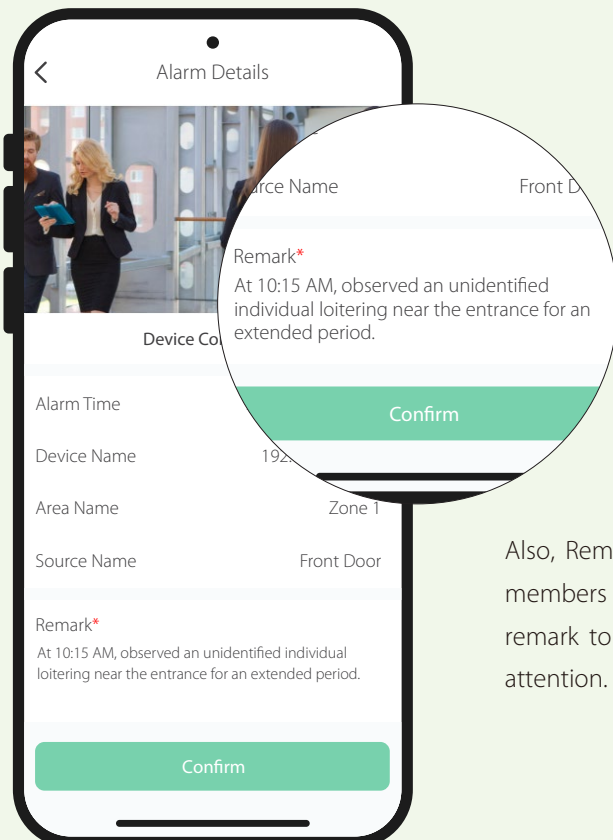 Alarm Details
Device
Alarm Time
Device Name 192.
Area Name Zone 1
Source Name Front Door
Remark*
At 10:15 AM, observed an unidentified individual
loitering near the entrance for an extended period.
Confirm
Name Front
Remark*
At 10:15 AM, observed an unidentified
individual loitering near the entrance for an
extended period.
Confirm
Also,
members
remark to
attention.